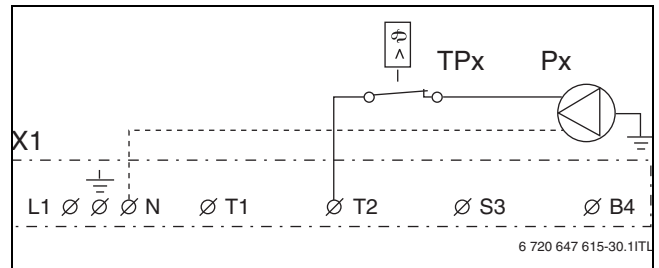 ϑ >
TPx Px
X1
L1 N T1 T2 S3 B4
6 720 647 615-30.1ITL